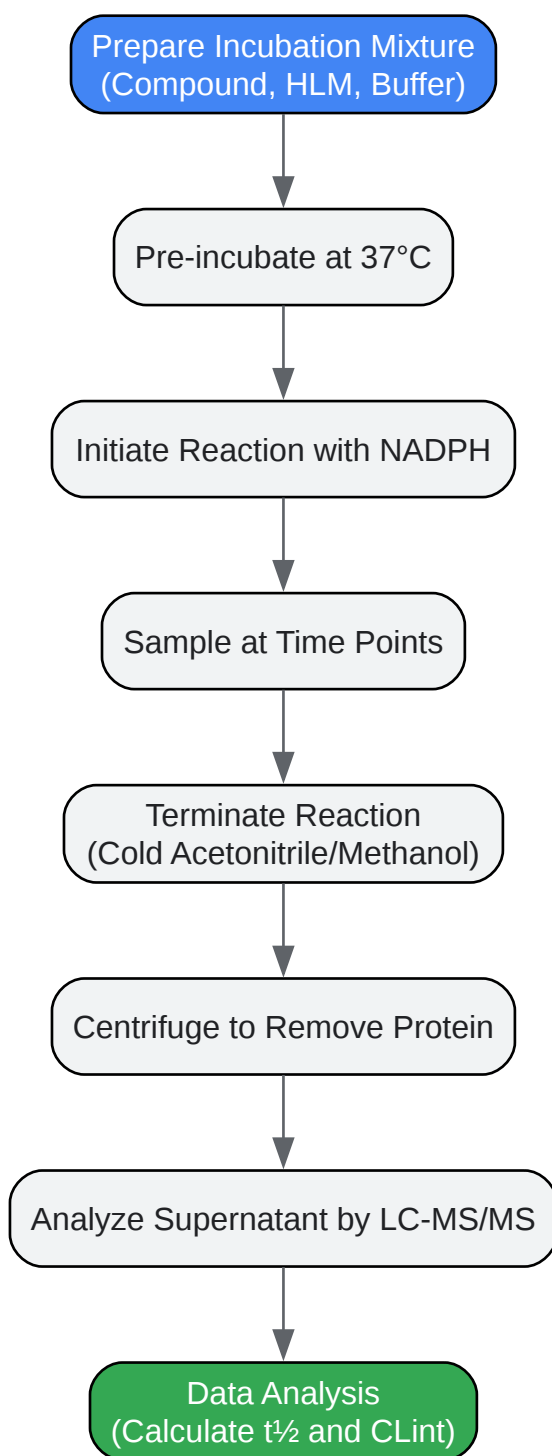 Prepare Incubation Mixture
(Compound, HLM, Buffer)
Pre-incubate at 37°C
Initiate Reaction with NADPH
Sample at Time Points
Terminate Reaction
(Cold Acetonitrile/Methanol)
Centrifuge to Remove Protein
Analyze Supernatant by LC-MS/MS
Data Analysis
(Calculate t½ and CLint)